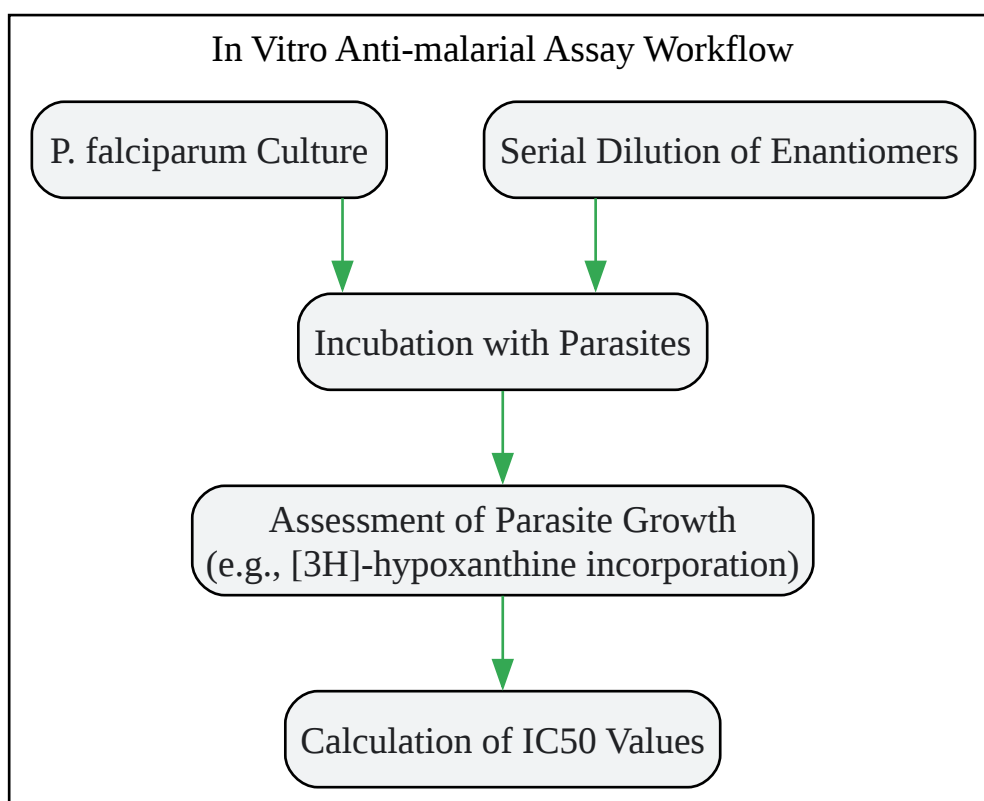 In Vitro Anti-malarial Assay Workflow
P. falciparum Culture
Serial Dilution of Enantiomers
Incubation with Parasites
Assessment of Parasite Growth
(e.g., [3H]-hypoxanthine incorporation)
Calculation of IC50 Values